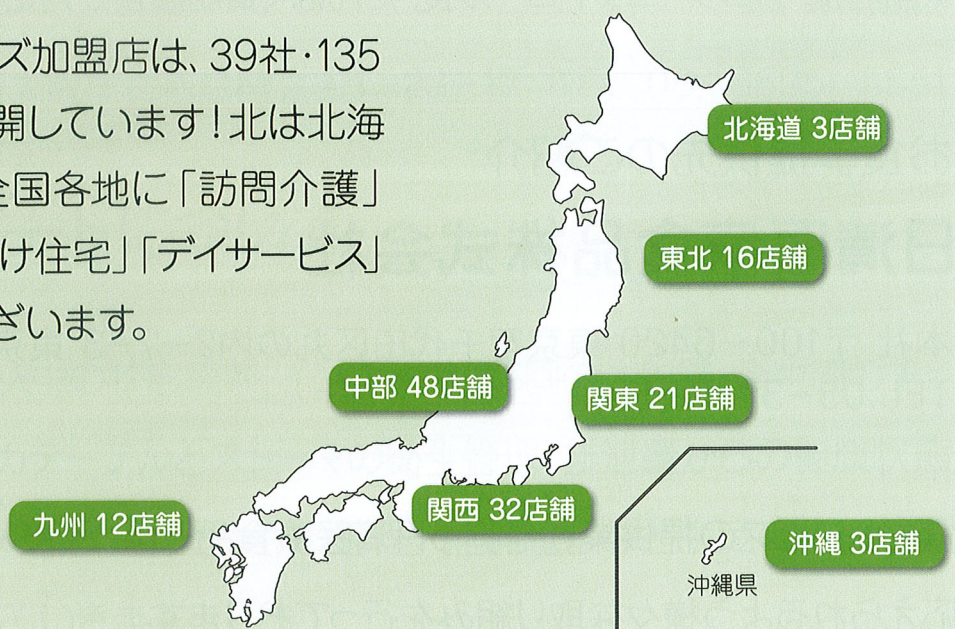 ズ加盟店は、39社・135
開しています!北は北海
全国各地に「訪問介護」
け住宅」「デイサービス」
ざいます。
北海道 3店舗
東北 16店舗
中部 48店舗
関東 21店舗
関西 32店舗
九州 12店舗
沖縄 3店舗
沖縄県